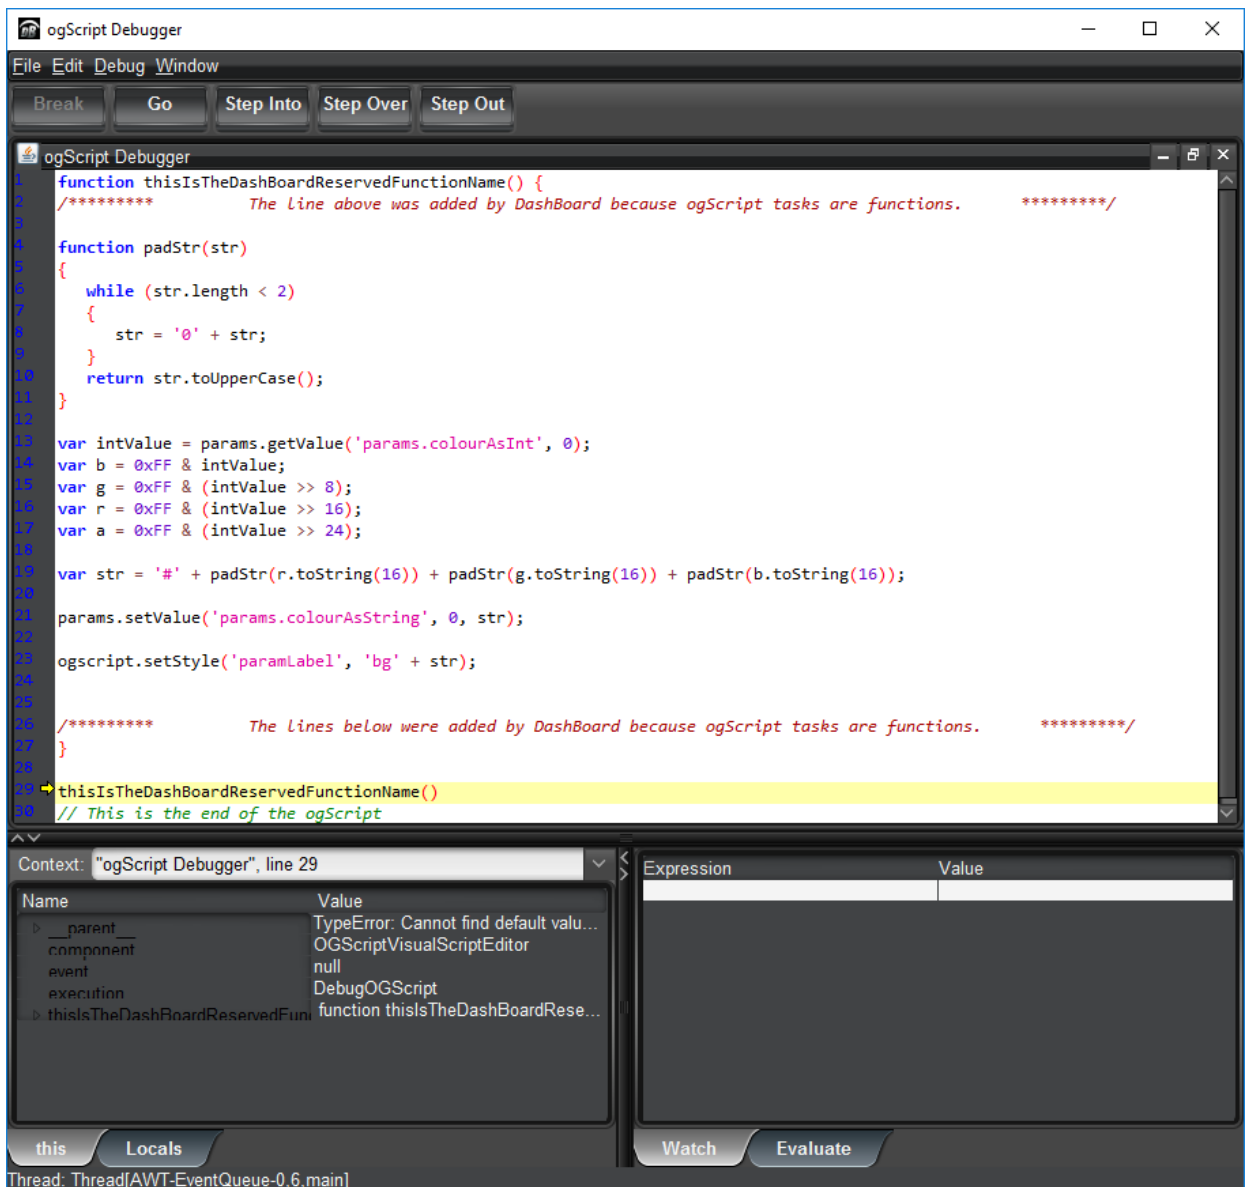 ogScript Debugger
File Edit Debug Window
Break Go Step Into Step Over Step Out
ogScript Debugger
1 function thisIsTheDashBoardReservedFunctionName() {
2 /********* The line above was added by DashBoard because ogScript tasks are functions. *********/
3
4 function padStr(str)
5 {
6 while (str.length < 2)
7 {
8 str = '0' + str;
9 }
10 return str.toUpperCase();
11 }
12
13 var intValue = params.getValue('params.colourAsInt', 0);
14 var b = 0xFF & intValue;
15 var g = 0xFF & (intValue >> 8);
16 var r = 0xFF & (intValue >> 16);
17 var a = 0xFF & (intValue >> 24);
18
19 var str = '#' + padStr(r.toString(16)) + padStr(g.toString(16)) + padStr(b.toString(16));
20
21 params.setValue('params.colourAsString', 0, str);
22
23 ogscript.setStyle('paramLabel', 'bg' + str);
24
25
26 /********* The lines below were added by DashBoard because ogScript tasks are functions. *********/
27 }
28
29 thisIsTheDashBoardReservedFunctionName()
30 // This is the end of the ogScript
Context: "ogScript Debugger", line 29
Name Value
__parent__ TypeError: Cannot find default valu...
component OGScriptVisualScriptEditor
event null
execution DebugOGScript
thisIsTheDashBoardReservedFun function thisIsTheDashBoardRese...
this Locals
Expression Value
Watch Evaluate
Thread: Thread[AWT-EventQueue-0,6,main]